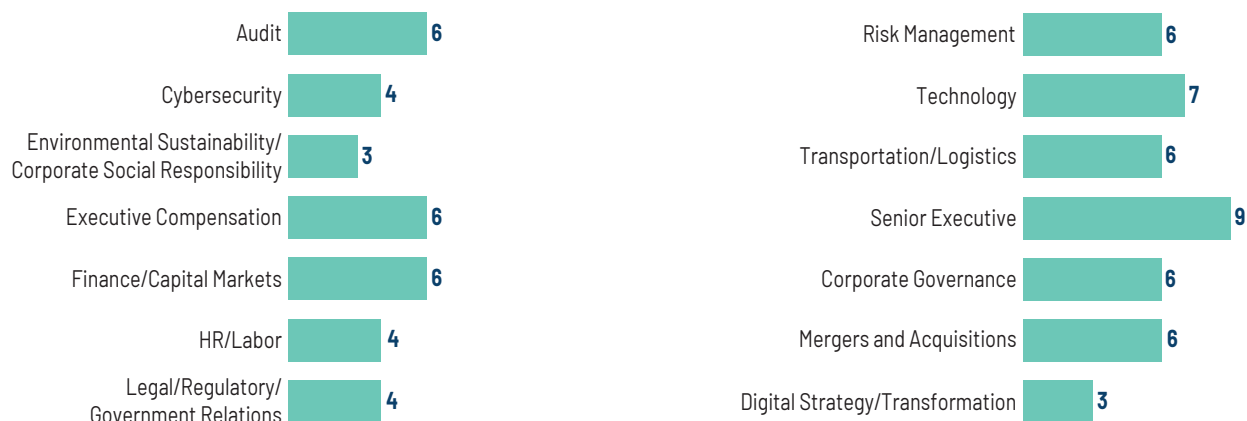 Audit 6
Cybersecurity 4
Environmental Sustainability/
Corporate Social Responsibility 3
Executive Compensation 6
Finance/Capital Markets 6
HR/Labor 4
Legal/Regulatory/
Government Relations 4
Risk Management 6
Technology 7
Transportation/Logistics 6
Senior Executive 9
Corporate Governance 6
Mergers and Acquisitions 6
Digital Strategy/Transformation 3